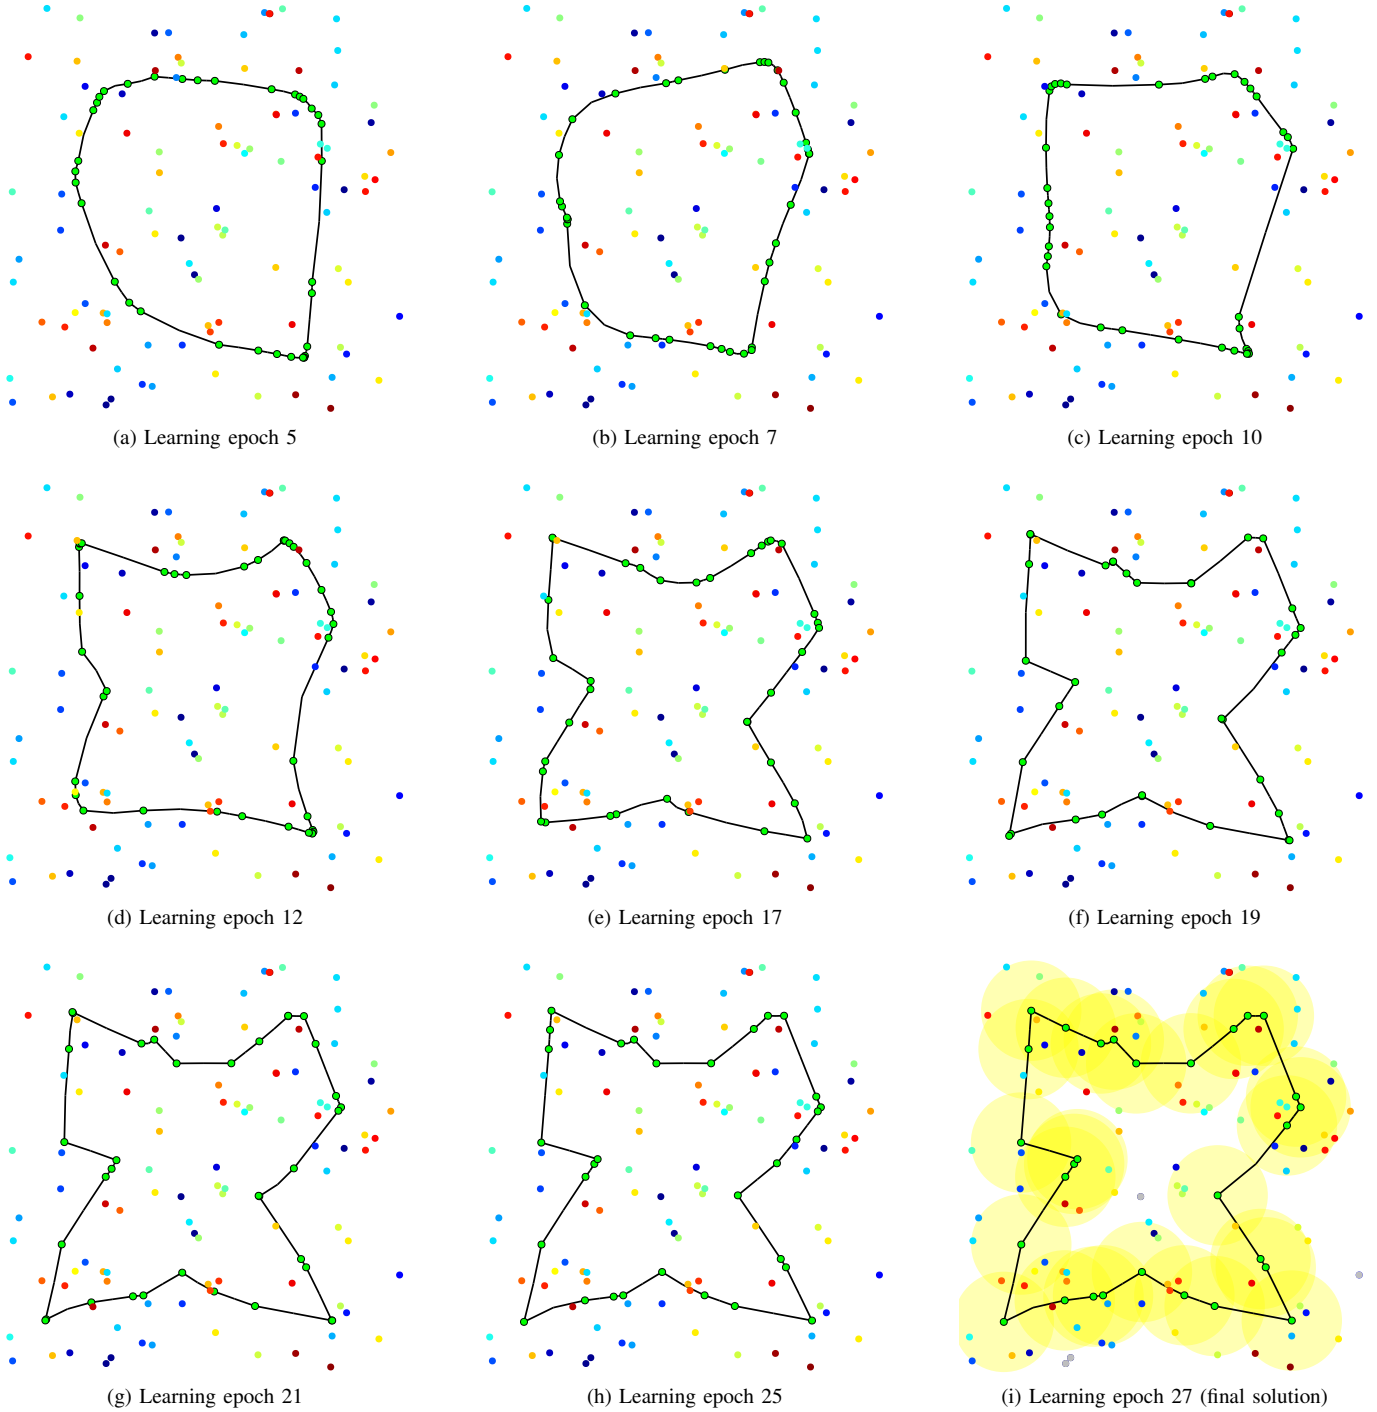 (a) Learning epoch 5
(b) Learning epoch 7
(c) Learning epoch 10
(d) Learning epoch 12
(e) Learning epoch 17
(f) Learning epoch 19
(g) Learning epoch 21
(h) Learning epoch 25
(i) Learning epoch 27 (final solution)